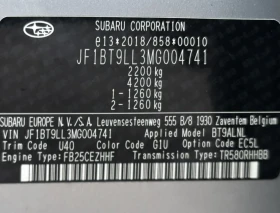 SUBARU CORPORATION
e13*2018/858*00010
JF1BT9LL3MG004741
2200 kg
4200 kg
1-1260 kg
2-1260 kg
SUBARU EUROPE N.V./S.A. Leuvensesteenweg 555 B/8 1930 Zaventem Belgium
VIN JF1BT9LL3MG004741 Applied Model BT9ALNL
Trim Code U40 Color Code G1U Option Code EC5L
Engine Type: FB25CEZHHF Transmission Type: TR580RHHBB